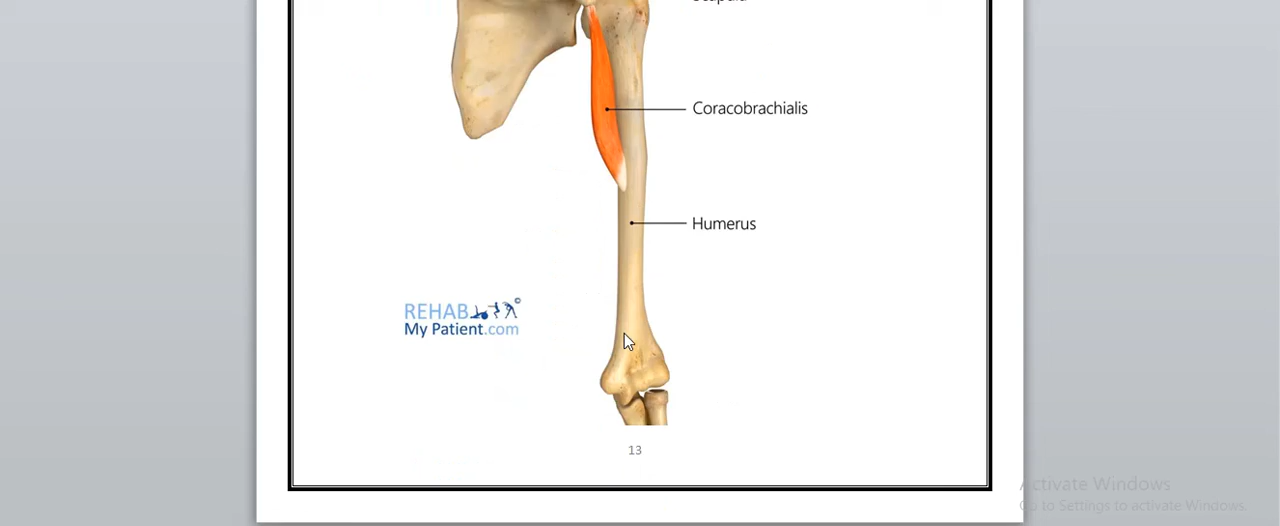 Coracobrachialis
Humerus
REHAB ©
My Patient.com
13
Activate Windows
Go to Settings to activate Windows.